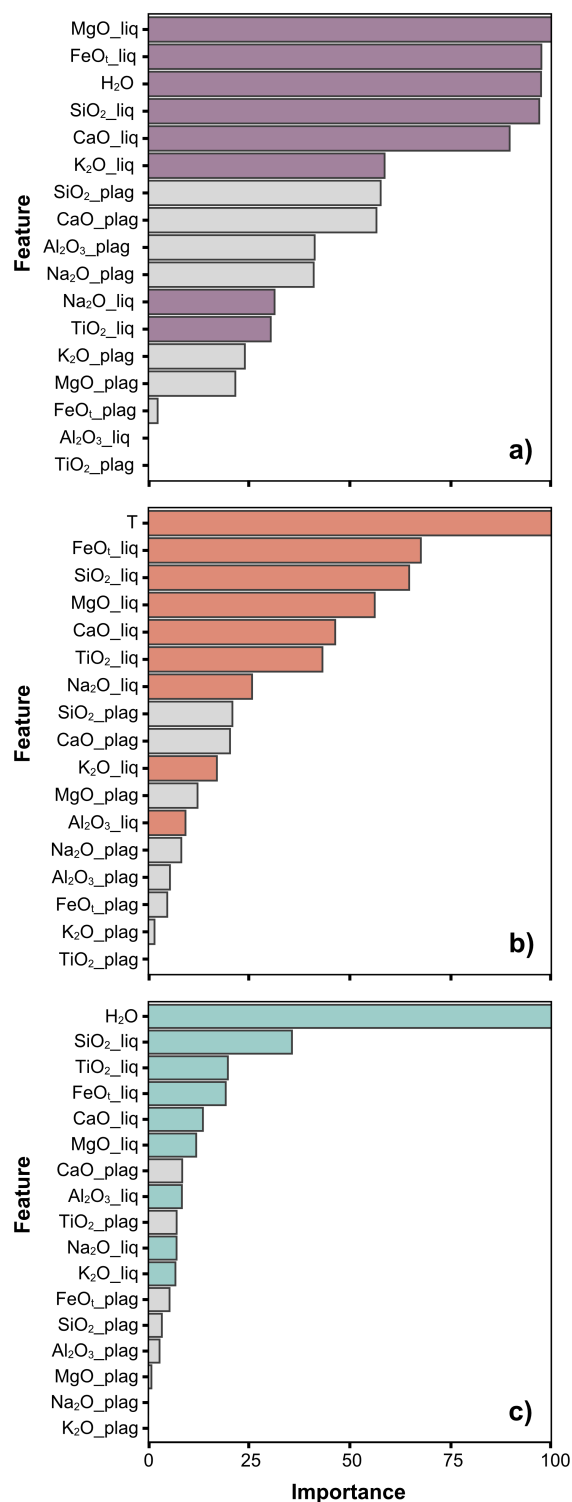 MgO_liq
FeOₜ_liq
H₂O
SiO₂_liq
CaO_liq
K₂O_liq
SiO₂_plag
CaO_plag
Al₂O₃_plag
Na₂O_plag
Na₂O_liq
TiO₂_liq
K₂O_plag
MgO_plag
FeOₜ_plag
Al₂O₃_liq
TiO₂_plag
Feature
a)
T
FeOₜ_liq
SiO₂_liq
MgO_liq
CaO_liq
TiO₂_liq
Na₂O_liq
SiO₂_plag
CaO_plag
K₂O_liq
MgO_plag
Al₂O₃_liq
Na₂O_plag
Al₂O₃_plag
FeOₜ_plag
K₂O_plag
TiO₂_plag
Feature
b)
H₂O
SiO₂_liq
TiO₂_liq
FeOₜ_liq
CaO_liq
MgO_liq
CaO_plag
Al₂O₃_liq
TiO₂_plag
Na₂O_liq
K₂O_liq
FeOₜ_plag
SiO₂_plag
Al₂O₃_plag
MgO_plag
Na₂O_plag
K₂O_plag
Feature
c)
0 25 50 75 100
Importance